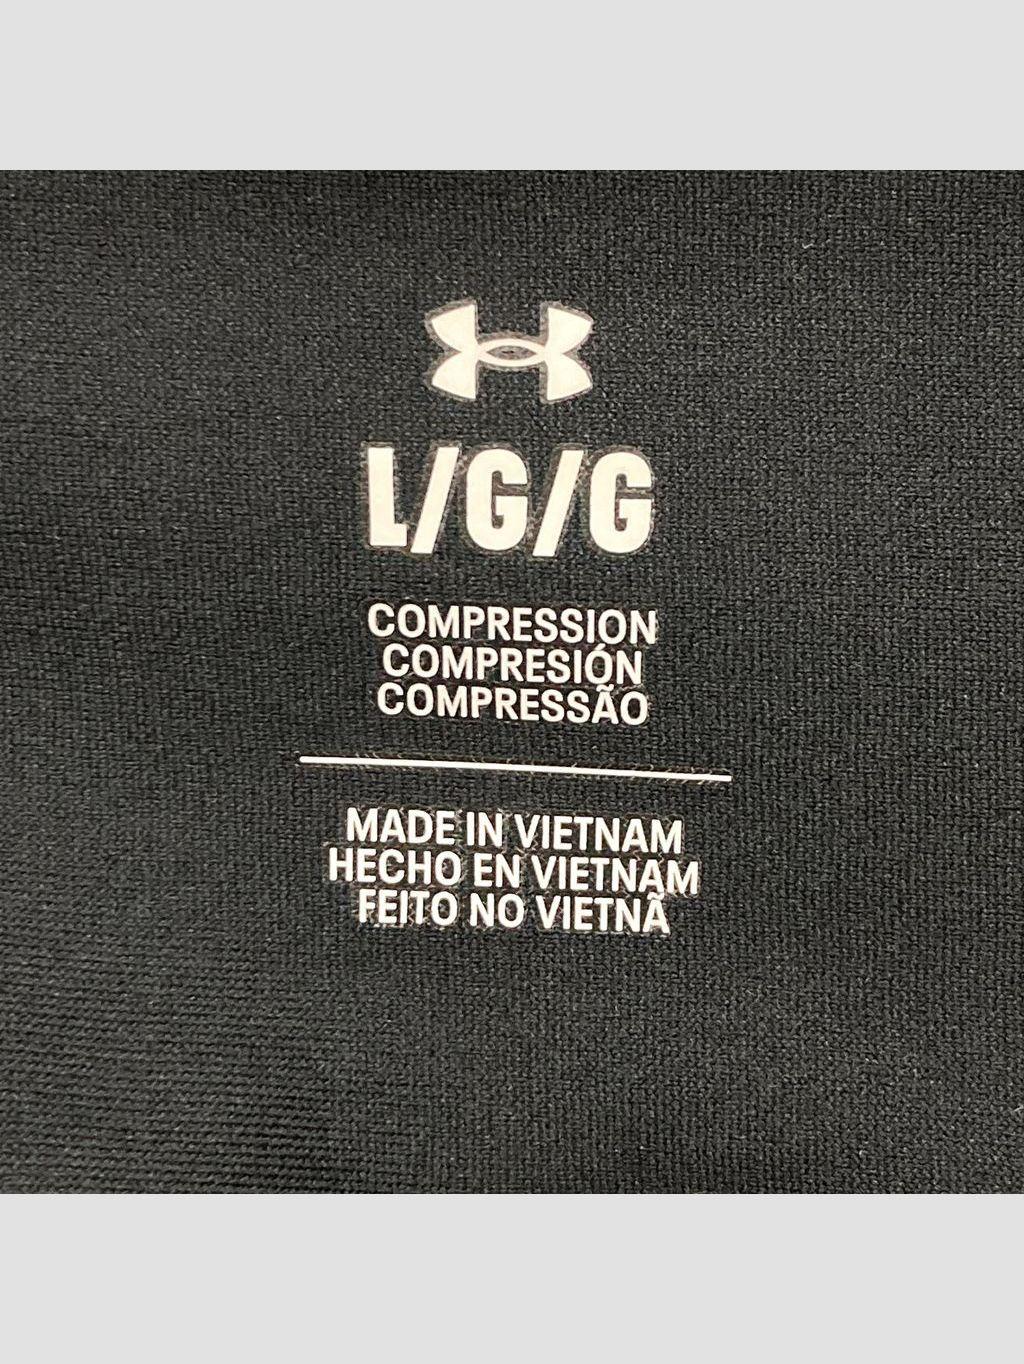 L/G/G
COMPRESSION
COMPRESIÓN
COMPRESSÃO
MADE IN VIETNAM
HECHO EN VIETNAM
FEITO NO VIETNÃ